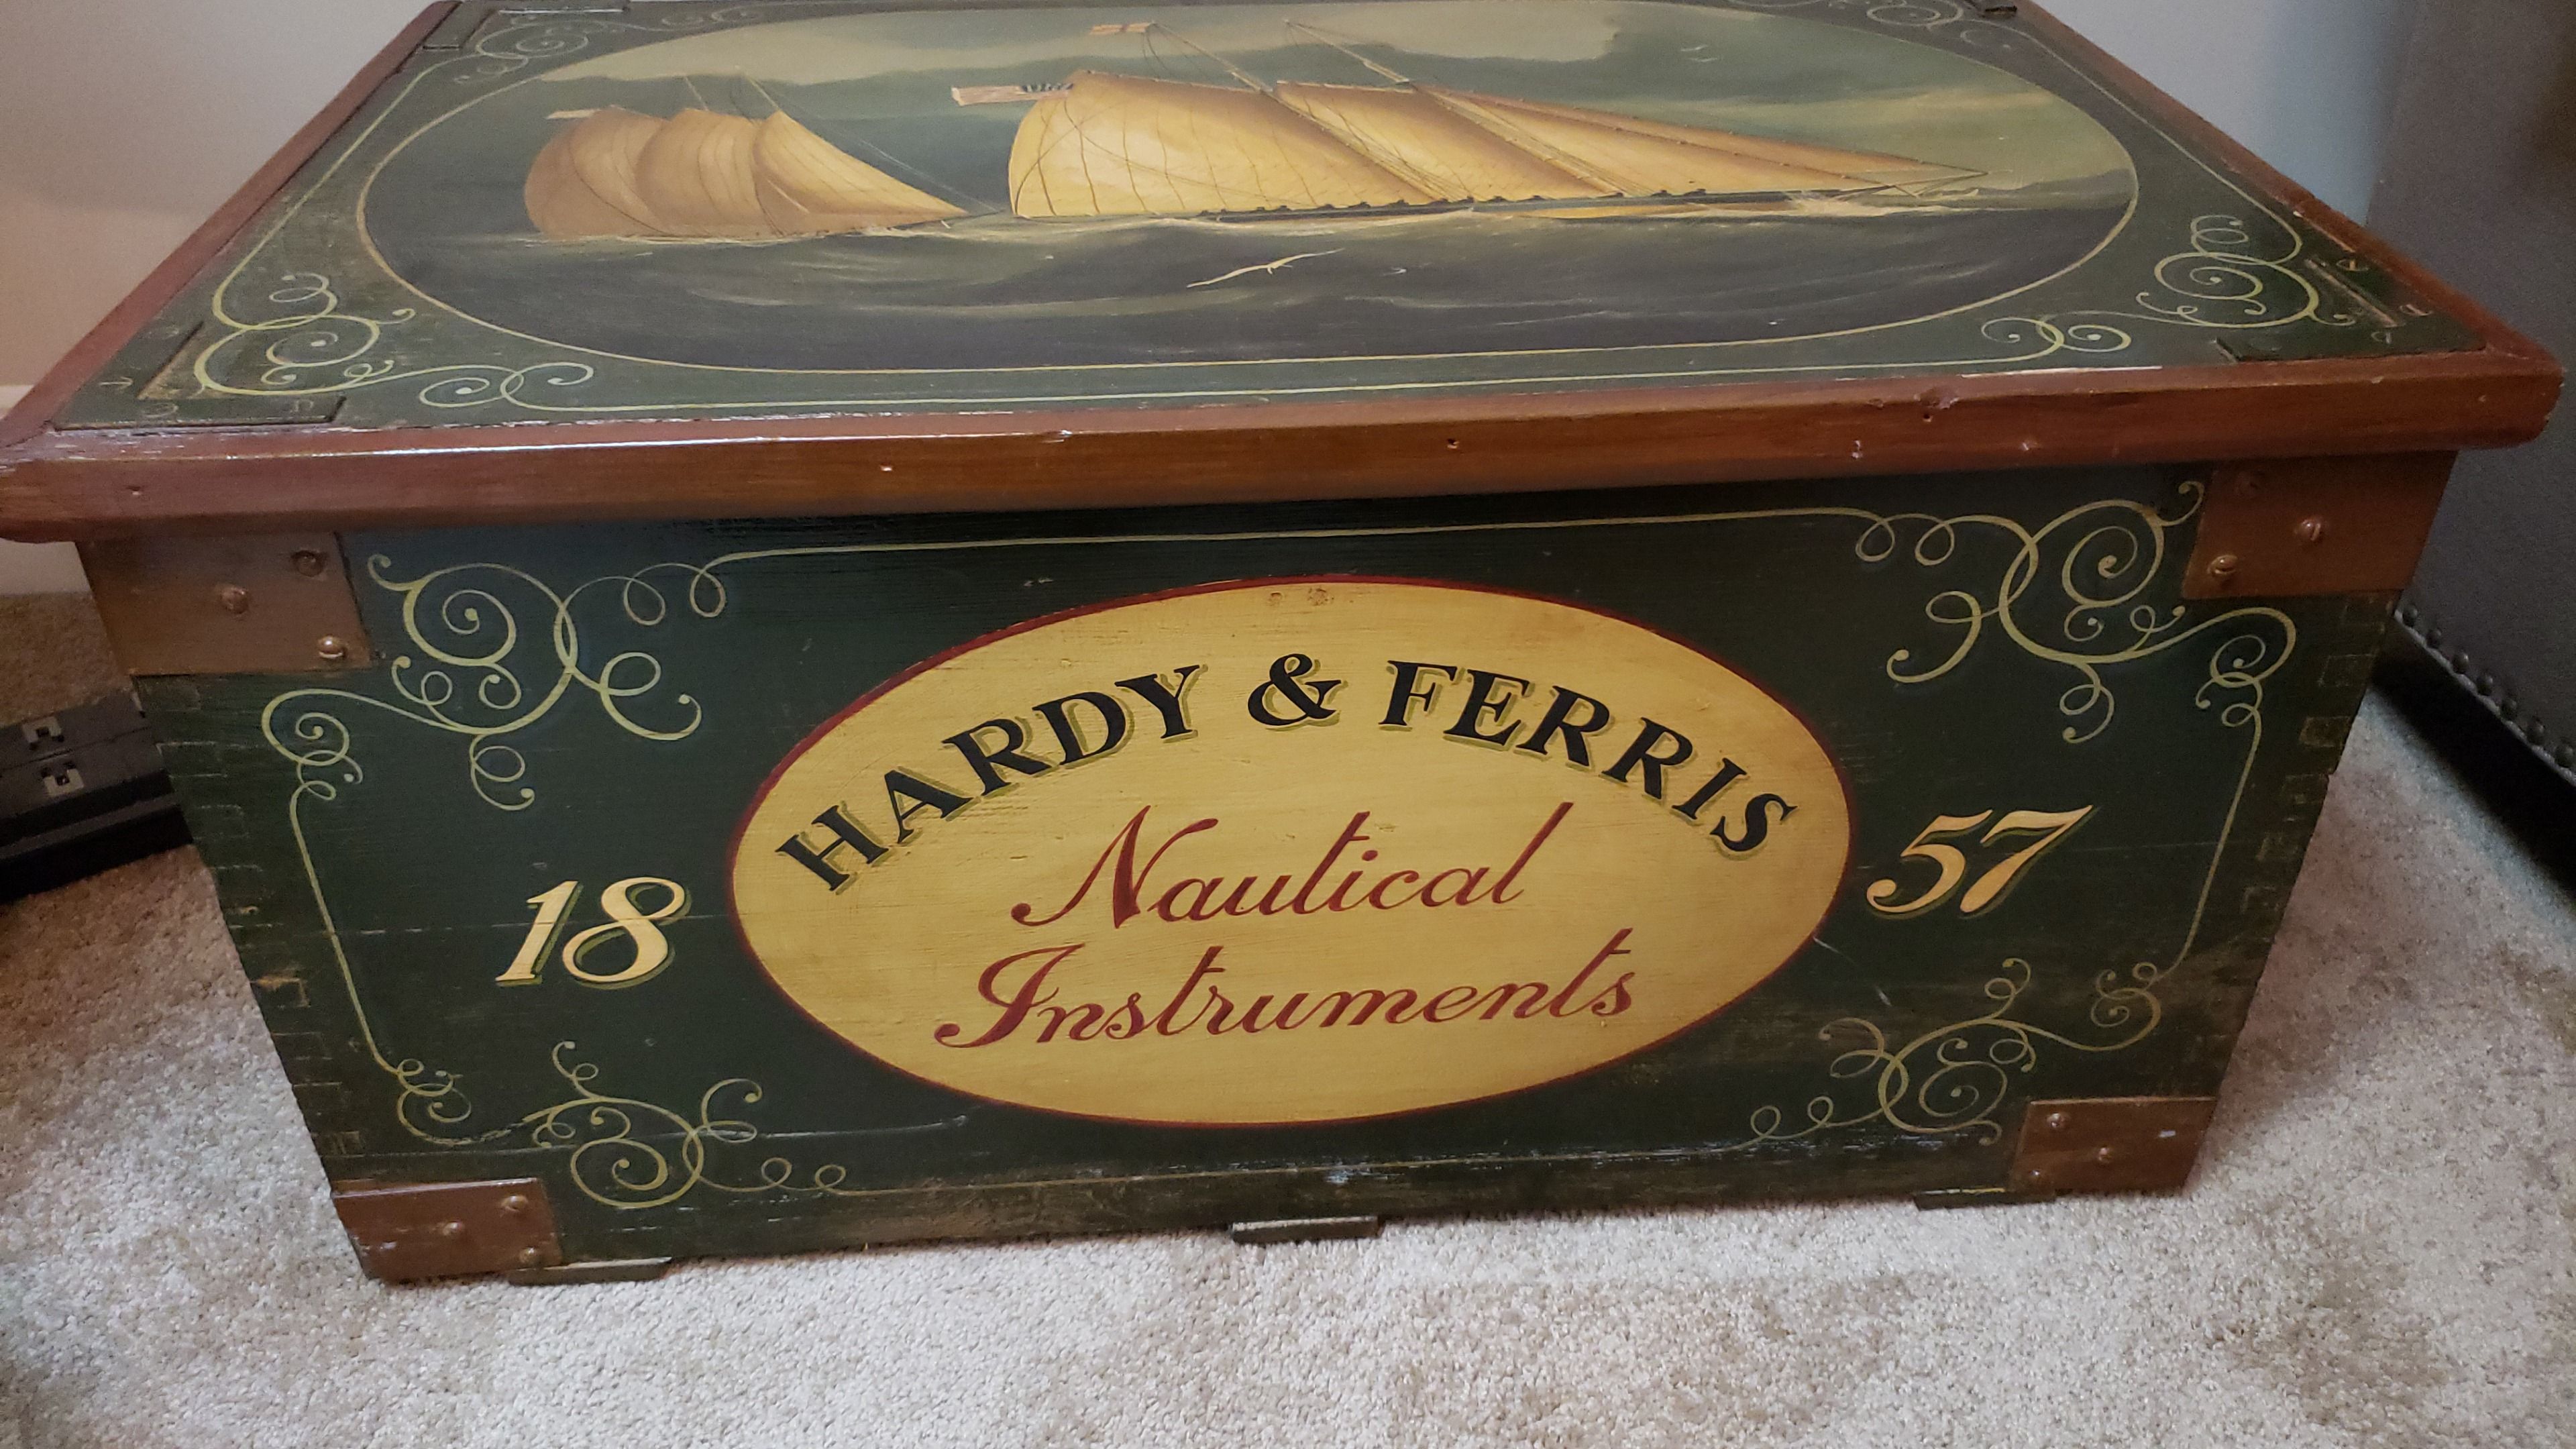 HARDY & FERRIS
Nautical
18 57
Instruments